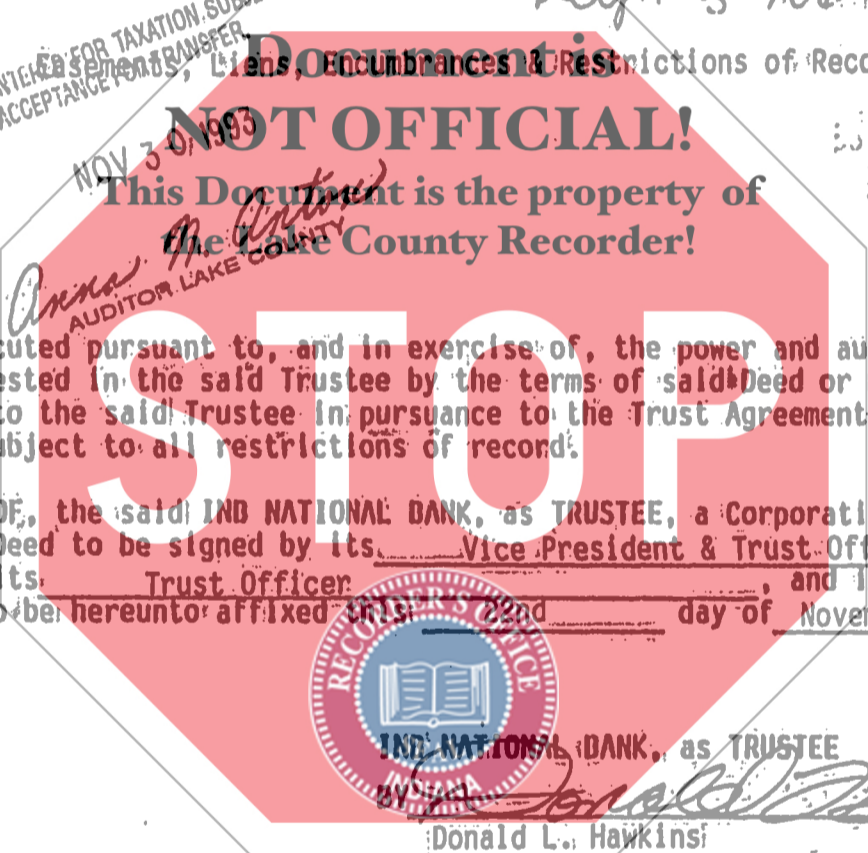 ENTERED FOR TAXATION
ACCEPTANCE FOR TRANSFER
Easements, Liens, Encumbrances & Restrictions of Reco
Document is
NOT OFFICIAL!
NOV 30 1993
This Document is the property of
the Lake County Recorder!
Anna N. Anton
AUDITOR LAKE COUNTY
STOP
cuted pursuant to, and in exercise of, the power and au
ested in the said Trustee by the terms of said Deed or
to the said Trustee in pursuance to the Trust Agreement
ubject to all restrictions of record.
OF, the said IND NATIONAL BANK, as TRUSTEE, a Corporati
Deed to be signed by its Vice President & Trust Off
its Trust Officer, and i
o be hereunto affixed this 22nd day of Nove
RECORDER'S OFFICE
INDIANA
IND NATIONAL BANK, as TRUSTEE
BY
Donald
Donald L. Hawkins